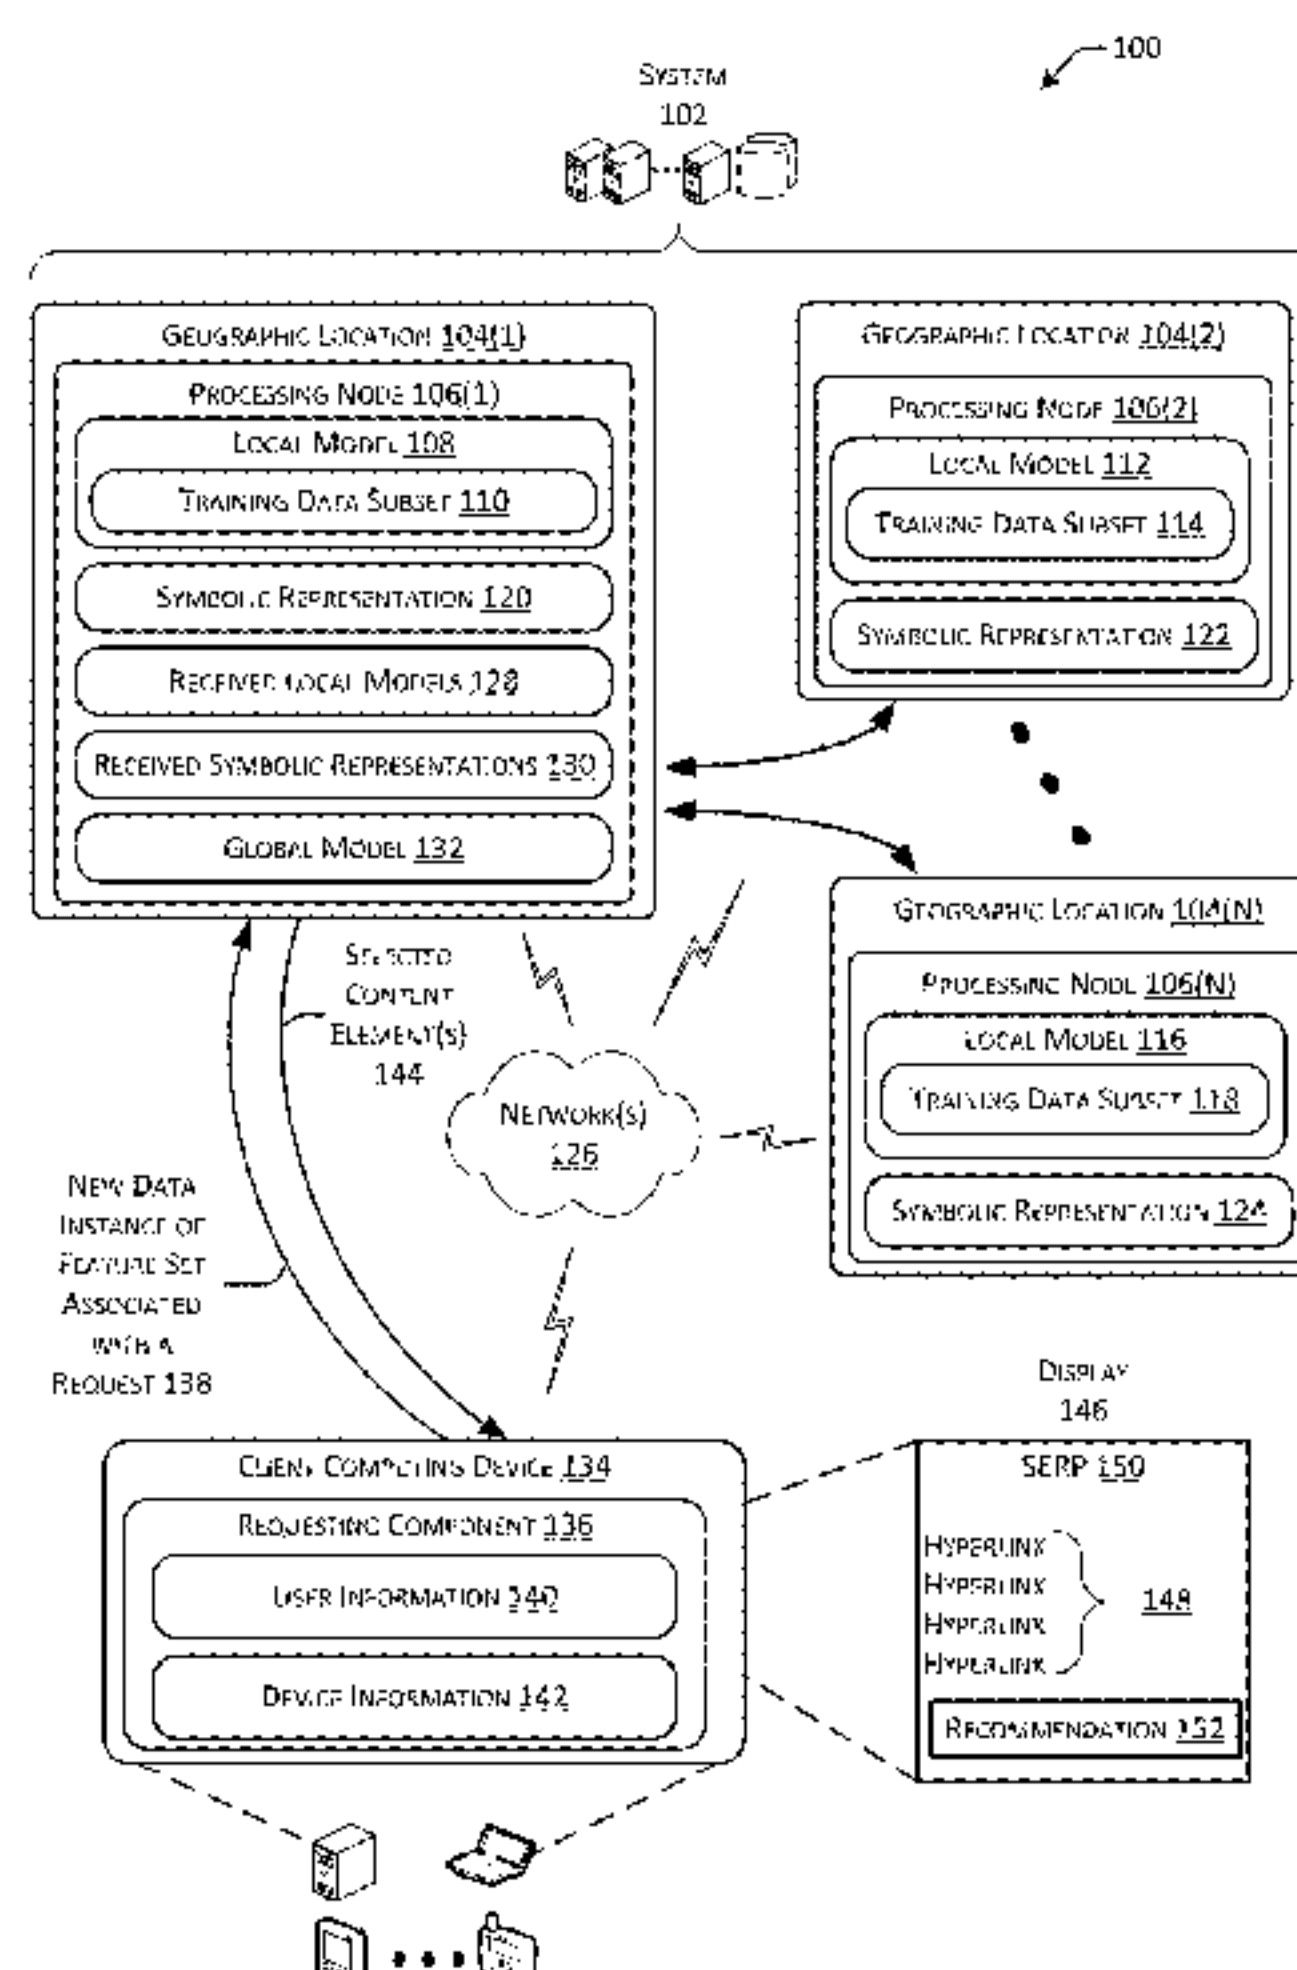 100
SYSTEM
102
GEOGRAPHIC LOCATION 104(1)
PROCESSING NODE 106(1)
LOCAL MODEL 108
TRAINING DATA SUBSET 110
SYMBOLIC REPRESENTATION 120
RECEIVED LOCAL MODELS 128
RECEIVED SYMBOLIC REPRESENTATIONS 130
GLOBAL MODEL 132
GEOGRAPHIC LOCATION 104(2)
PROCESSING NODE 106(2)
LOCAL MODEL 112
TRAINING DATA SUBSET 114
SYMBOLIC REPRESENTATION 122
GEOGRAPHIC LOCATION 104(N)
PROCESSING NODE 106(N)
LOCAL MODEL 116
TRAINING DATA SUBSET 118
SYMBOLIC REPRESENTATION 124
SELECTED
CONTENT
ELEMENT(S)
144
NETWORK(S)
126
NEW DATA
INSTANCE OF
FEATURE SET
ASSOCIATED
WITH A
REQUEST 138
CLIENT COMPUTING DEVICE 134
REQUESTING COMPONENT 136
USER INFORMATION 140
DEVICE INFORMATION 142
DISPLAY
146
SERP 150
HYPERLINK
HYPERLINK
HYPERLINK
HYPERLINK
148
RECOMMENDATION 152